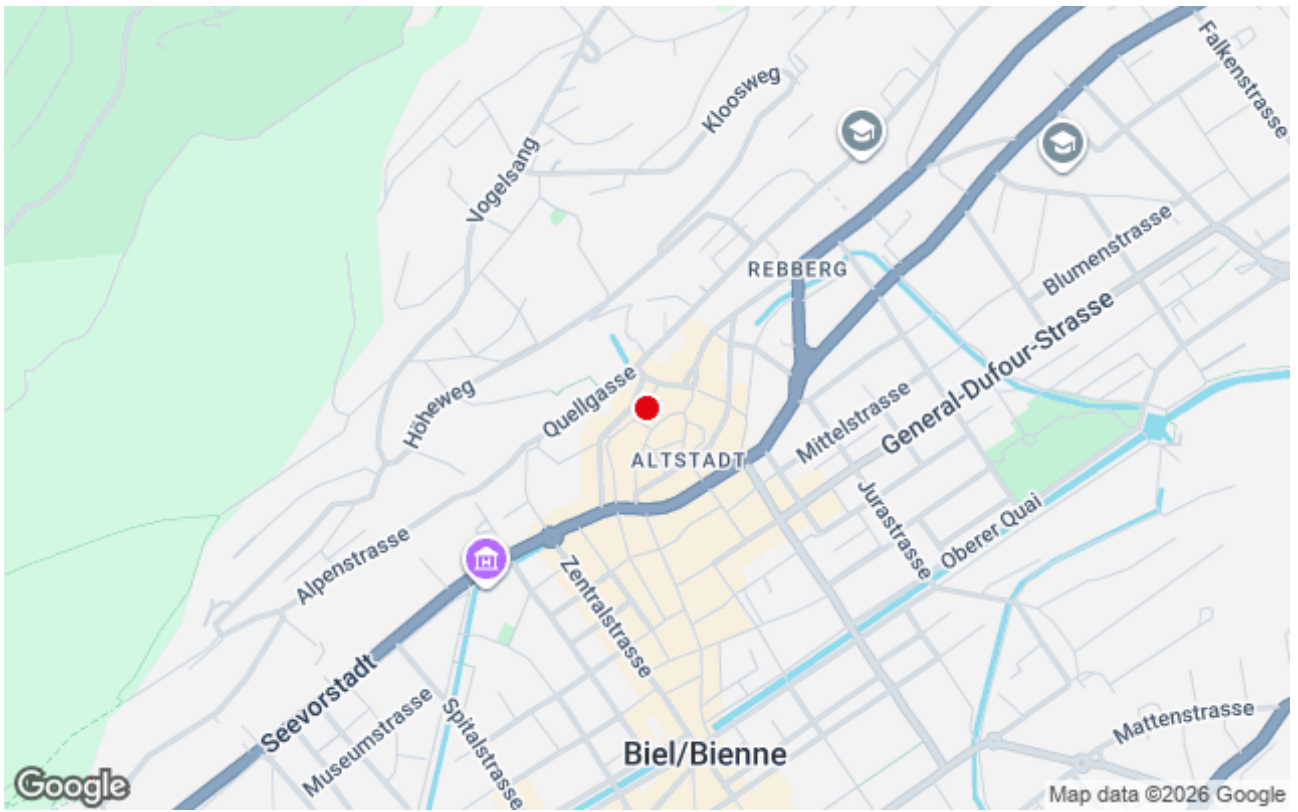 Falkenstrasse
Kloosweg
Vogelsang
Blumenstrasse
REBBERG
General-Dufour-Strasse
Höheweg
Quellgasse
Mittelstrasse
ALTSTADT
Jurastrasse
Oberer Quai
Alpenstrasse
Zentralstrasse
Seevorstadt
Museumstrasse
Spitalstrasse
Mattenstrasse
Biel/Bienne
Google
Map data ©2026 Google